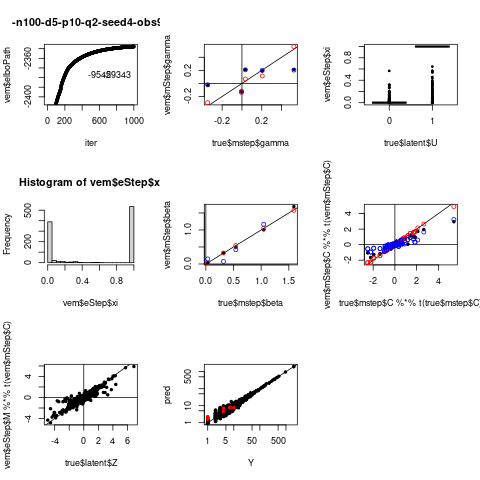 -n100-d5-p10-q2-seed4-obs
vem$elboPath
-2400
-2360
0
200
600
1000
iter
vem$mStep$gamma
-0.2
0.2
-0.2
0.2
true$mstep$gamma
vem$eStep$xi
0.0
0.4
0.8
0
1
true$latent$U
Histogram of vem$eStep$x
Frequency
0
200
500
0.0
0.4
0.8
vem$eStep$xi
vem$mStep$beta
0.0
1.0
0.0
0.5
1.0
1.5
true$mstep$beta
vem$mStep$C %*% t(vem$mStep$C)
-2
0
2
4
-2
0
2
4
true$mstep$C %*% t(true$mstep$C)
vem$eStep$M %*% t(vem$mStep$C)
-4
0
4
-4
0
2
4
6
true$latent$Z
pred
1
10
500
1
5
50
500
Y